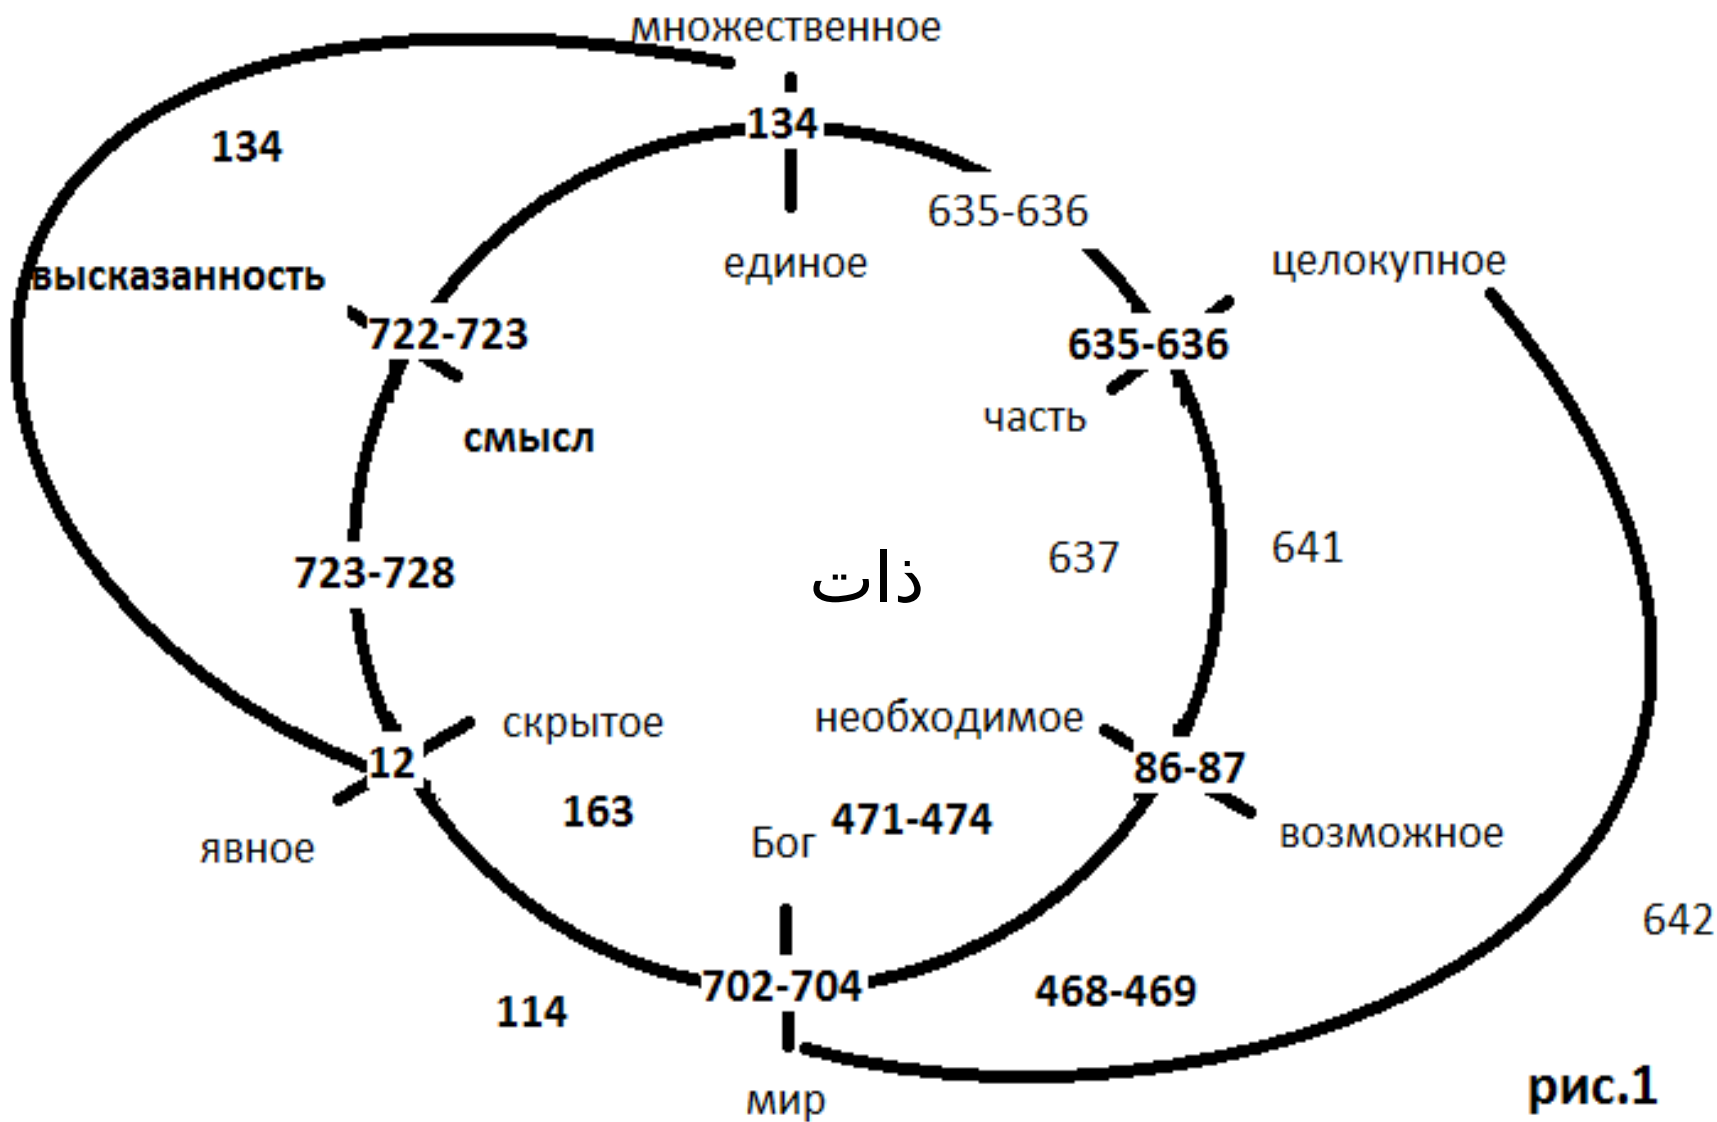 множественное
134
134
635-636
единое
целокупное
высказанность
722-723
635-636
часть
смысл
637
641
723-728
ذات
скрытое
необходимое
12
86-87
163
471-474
явное
Бог
возможное
642
702-704
468-469
114
мир
рис.1